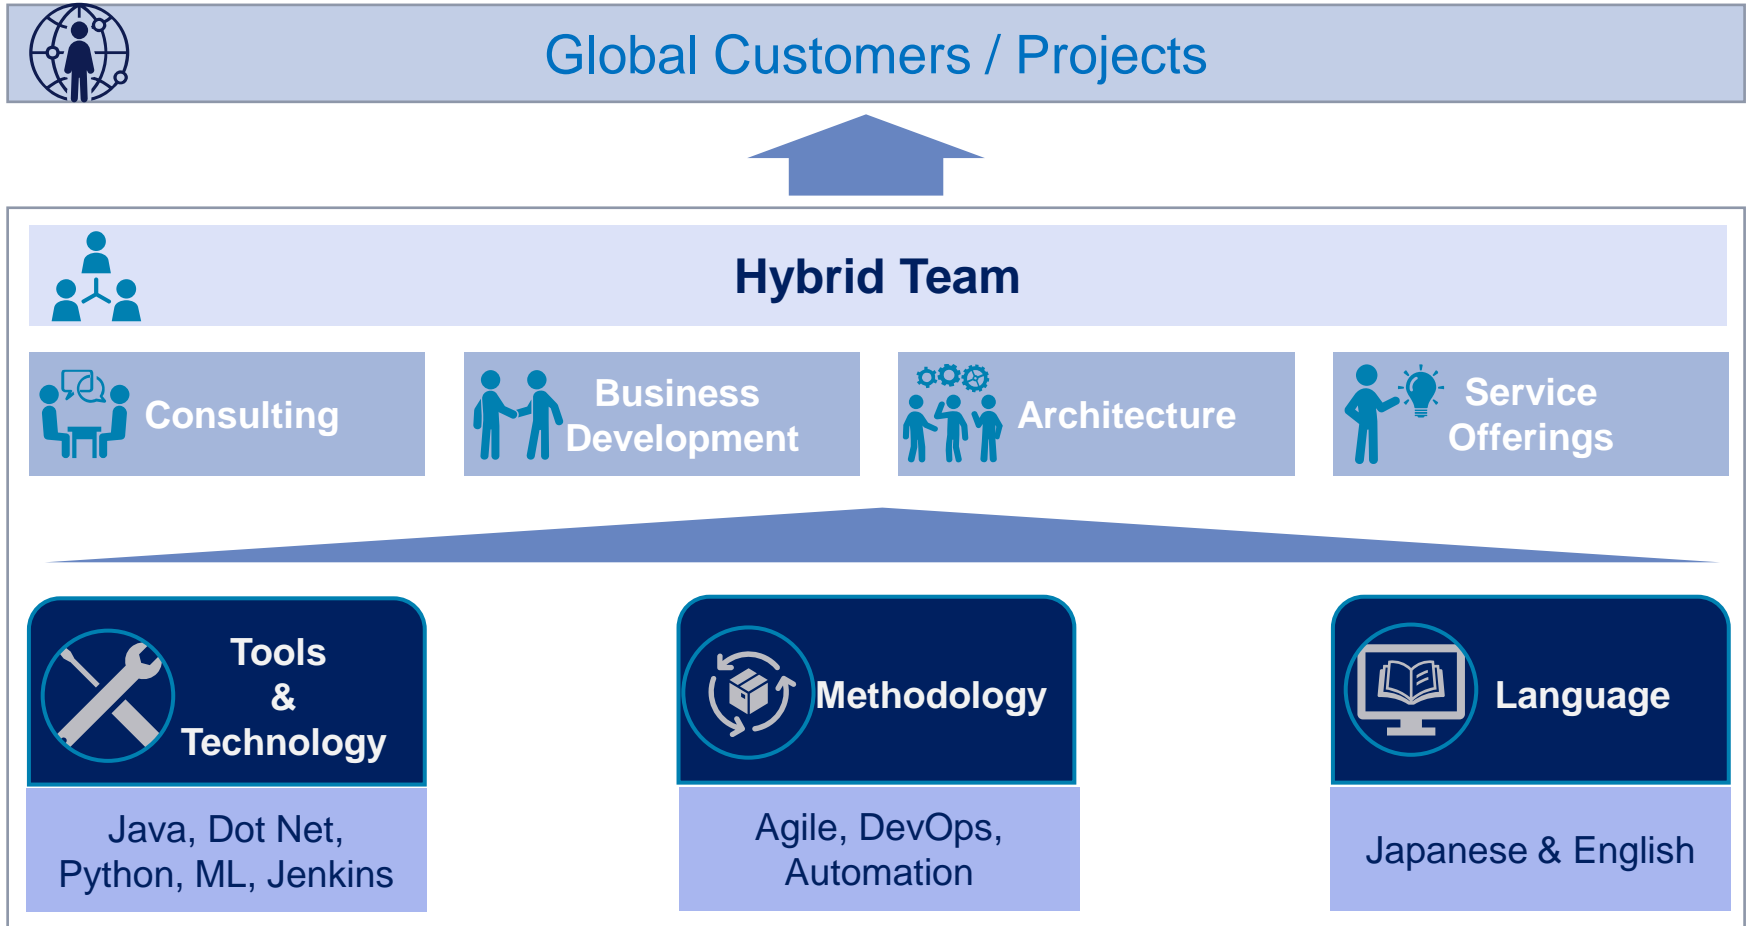 Global Customers / Projects
Hybrid Team
Consulting
Business
Development
Architecture
Service
Offerings
Tools
&
Technology
Methodology
Language
Java, Dot Net,
Python, ML, Jenkins
Agile, DevOps,
Automation
Japanese & English